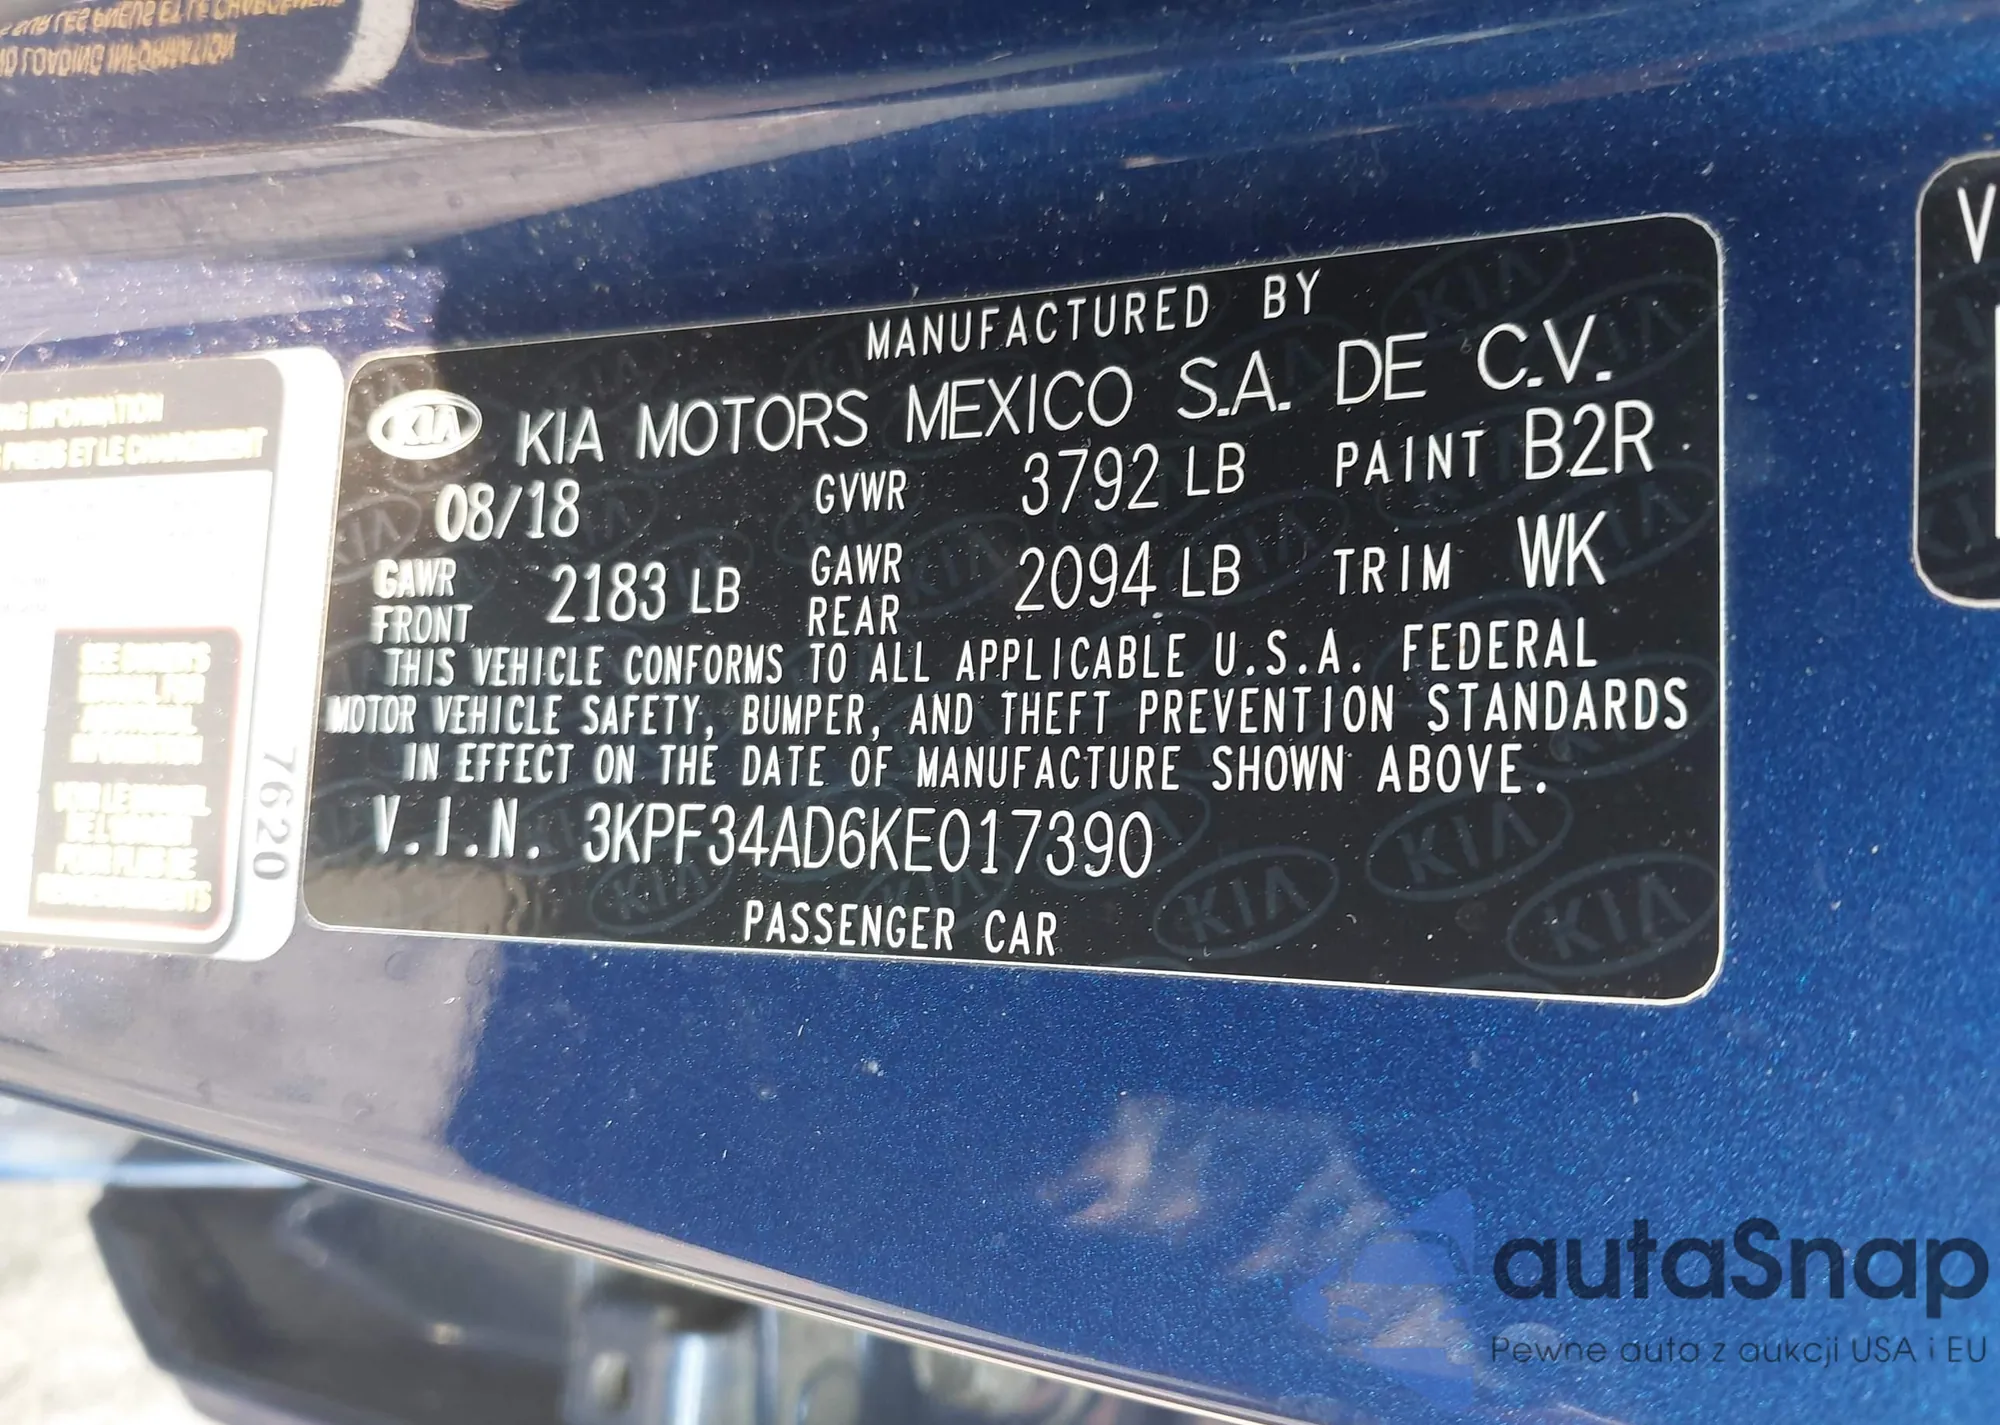 MANUFACTURED BY
KIA KIA MOTORS MEXICO S.A. DE C.V.
08/18 GVWR 3792 LB PAINT B2R
GAWR FRONT 2183 LB GAWR REAR 2094 LB TRIM WK
THIS VEHICLE CONFORMS TO ALL APPLICABLE U.S.A. FEDERAL
MOTOR VEHICLE SAFETY, BUMPER, AND THEFT PREVENTION STANDARDS
IN EFFECT ON THE DATE OF MANUFACTURE SHOWN ABOVE.
V.I.N. 3KPF34AD6KE017390
PASSENGER CAR
7620
V
autaSnap
Pewne auto z aukcji USA i EU